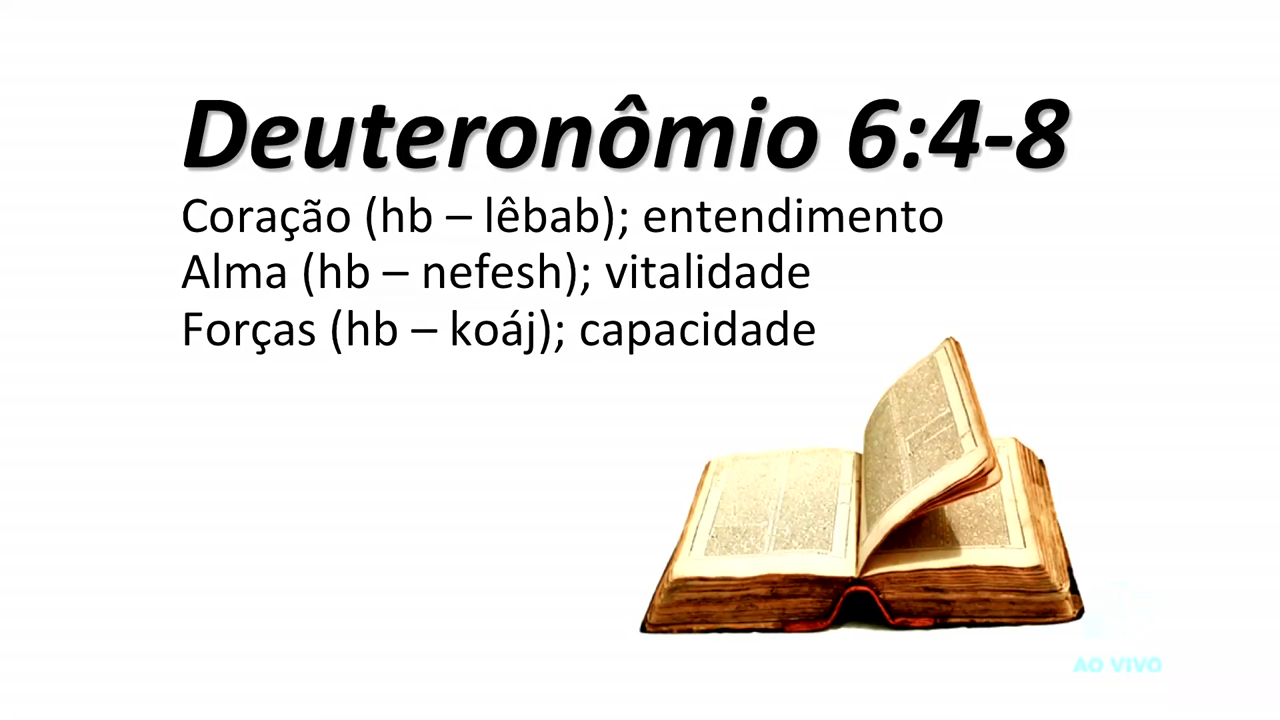 Deuteronômio 6:4-8
Coração (hb – lêbab); entendimento
Alma (hb – nefesh); vitalidade
Forças (hb – koáj); capacidade
AO VIVO